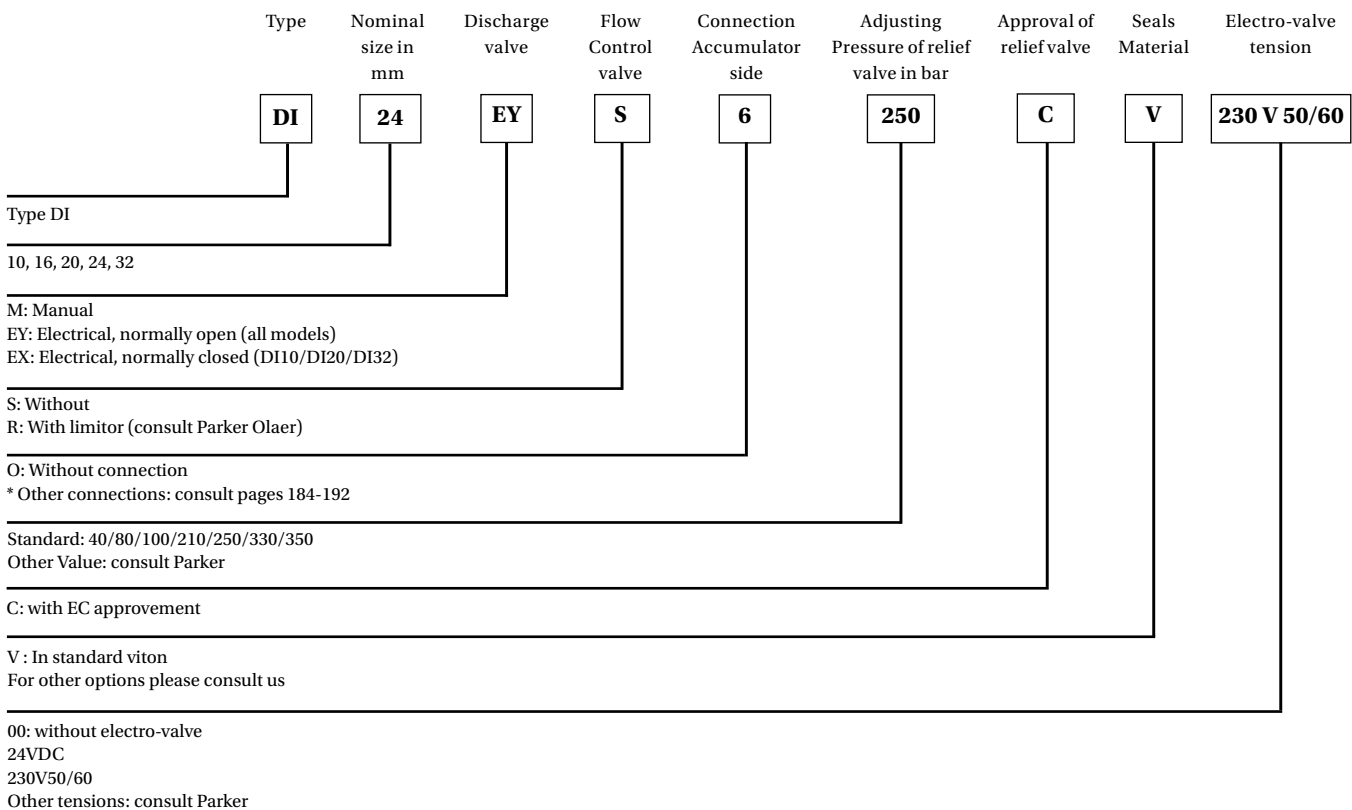 Type Nominal Discharge Flow Connection Adjusting Approval of Seals Electro-valve
size in valve Control Accumulator Pressure of relief relief valve Material tension
mm valve side valve in bar
DI 24 EY S 6 250 C V 230 V 50/60
Type DI
10, 16, 20, 24, 32
M: Manual
EY: Electrical, normally open (all models)
EX: Electrical, normally closed (DI10/DI20/DI32)
S: Without
R: With limitor (consult Parker Olaer)
O: Without connection
* Other connections: consult pages 184-192
Standard: 40/80/100/210/250/330/350
Other Value: consult Parker
C: with EC approvement
V : In standard viton
For other options please consult us
00: without electro-valve
24VDC
230V50/60
Other tensions: consult Parker